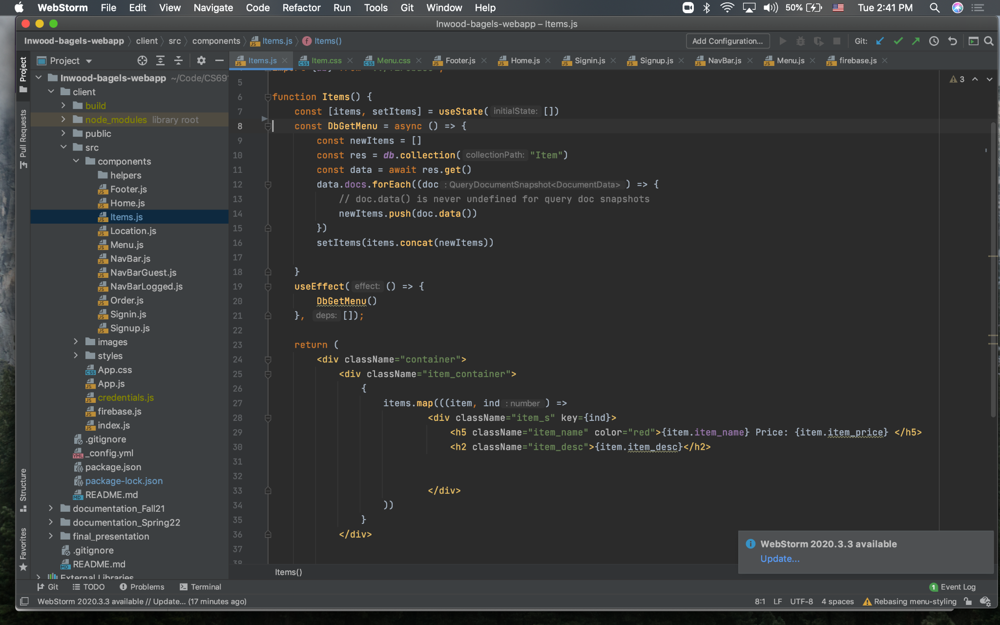 WebStorm File Edit View Navigate Code Refactor Run Tools Git Window Help 50% Tue 2:41 PM
Inwood-bagels-webapp – Items.js
Inwood-bagels-webapp client src components Items.js Items() Add Configuration... Git:
Project Items.js Item.css Menu.css Footer.js Home.js Signin.js Signup.js NavBar.js Menu.js firebase.js
Project
Pull Requests
Structure
Favorites
Inwood-bagels-webapp ~/Code/CS69
client
build
node_modules library root
public
src
components
helpers
Footer.js
Home.js
Items.js
Location.js
Menu.js
NavBar.js
NavBarGuest.js
NavBarLogged.js
Order.js
Signin.js
Signup.js
images
styles
App.css
App.js
credentials.js
firebase.js
index.js
.gitignore
_config.yml
package.json
package-lock.json
README.md
documentation_Fall21
documentation_Spring22
final_presentation
.gitignore
README.md
External Libraries
3
5
6 function Items() {
7 const [items, setItems] = useState( initialState: [])
8 const DbGetMenu = async () => {
9 const newItems = []
10 const res = db.collection( collectionPath: "Item")
11 const data = await res.get()
12 data.docs.forEach((doc : QueryDocumentSnapshot<DocumentData> ) => {
13 // doc.data() is never undefined for query doc snapshots
14 newItems.push(doc.data())
15 })
16 setItems(items.concat(newItems))
17
18 }
19 useEffect( effect: () => {
20 DbGetMenu()
21 }, deps: []);
22
23 return (
24 <div className="container">
25 <div className="item_container">
26 {
27 items.map(((item, ind : number ) =>
28 <div className="item_s" key={ind}>
29 <h5 className="item_name" color="red">{item.item_name} Price: {item.item_price} </h5>
30 <h2 className="item_desc">{item.item_desc}</h2>
31
32
33 </div>
34 ))
35 }
36 </div>
37
38
Items()
WebStorm 2020.3.3 available
Update...
Git TODO Problems Terminal 1 Event Log
WebStorm 2020.3.3 available // Update... (17 minutes ago) 8:1 LF UTF-8 4 spaces Rebasing menu-styling